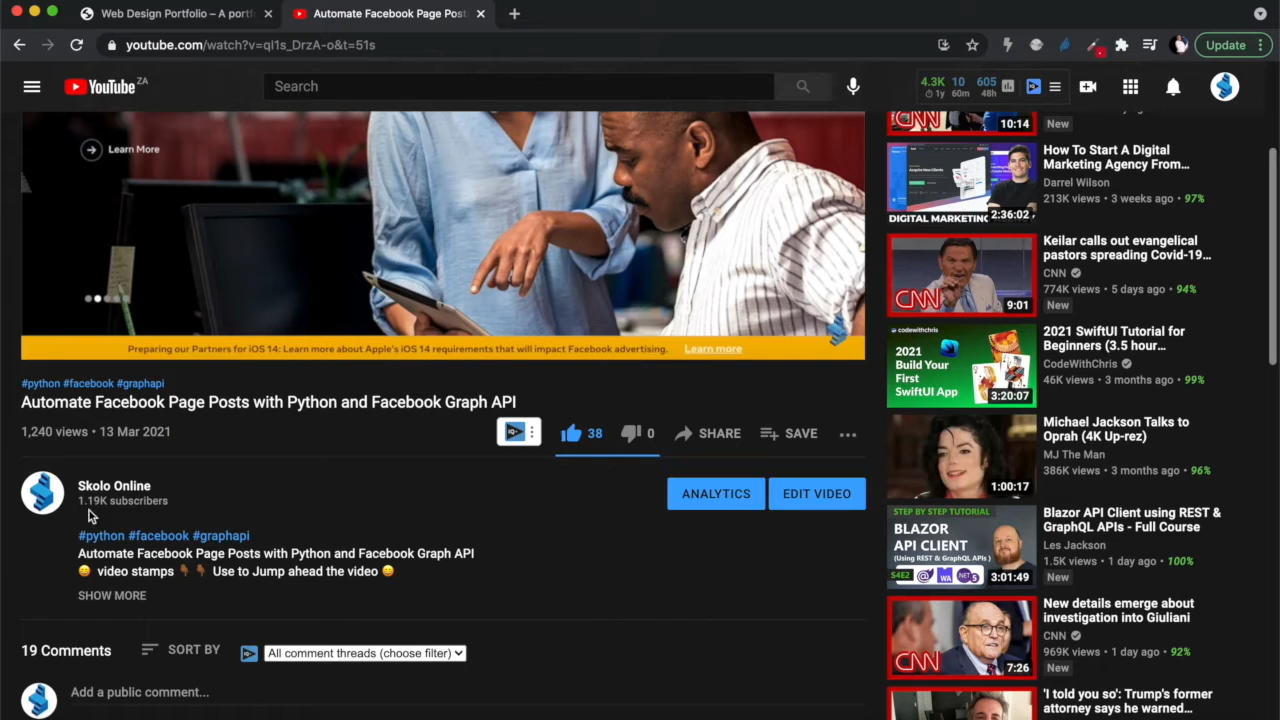 Web Design Portfolio – A portf
Automate Facebook Page Post
youtube.com/watch?v=ql1s_DrzA-o&t=51s
Update
YouTube ZA
Search
4.3K 10 605
1y 60m 48h
Learn More
Preparing our Partners for iOS 14: Learn more about Apple's iOS 14 requirements that will impact Facebook advertising. Learn more
#python #facebook #graphapi
Automate Facebook Page Posts with Python and Facebook Graph API
1,240 views • 13 Mar 2021
IQ
38
0
SHARE
SAVE
Skolo Online
1.19K subscribers
ANALYTICS
EDIT VIDEO
#python #facebook #graphapi
Automate Facebook Page Posts with Python and Facebook Graph API
😀 video stamps 👇🏾 👇🏾 Use to Jump ahead the video 😀
SHOW MORE
19 Comments
SORT BY
All comment threads (choose filter)
Add a public comment...
CNN
10:14
New
DIGITAL MARKETING
2:36:02
How To Start A Digital
Marketing Agency From...
Darrel Wilson
213K views • 3 weeks ago • 97%
CNN
9:01
Keilar calls out evangelical
pastors spreading Covid-19...
CNN
774K views • 5 days ago • 94%
New
codewithchris
2021
Build Your
First
SwiftUI App
3:20:07
2021 SwiftUI Tutorial for
Beginners (3.5 hour...
CodeWithChris
46K views • 3 months ago • 99%
1:00:17
Michael Jackson Talks to
Oprah (4K Up-rez)
MJ The Man
386K views • 3 months ago • 96%
STEP BY STEP TUTORIAL
BLAZOR
API CLIENT
(Using REST & GraphQL APIs )
S4E2
3:01:49
Blazor API Client using REST &
GraphQL APIs - Full Course
Les Jackson
1.5K views • 1 day ago • 100%
New
CNN
7:26
New details emerge about
investigation into Giuliani
CNN
969K views • 1 day ago • 92%
New
'I told you so': Trump's former
attorney says he warned...